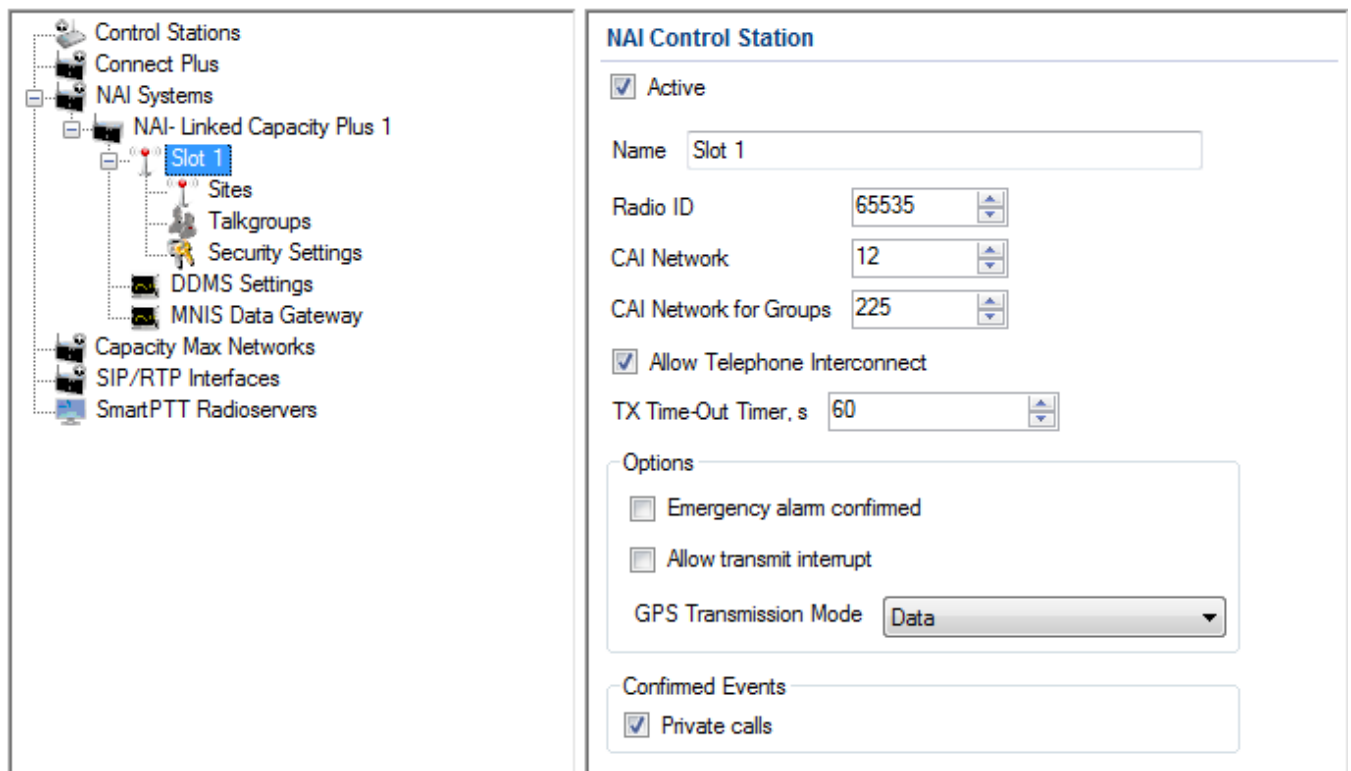 Control Stations
Connect Plus
NAI Systems
NAI- Linked Capacity Plus 1
Slot 1
Sites
Talkgroups
Security Settings
DDMS Settings
MNIS Data Gateway
Capacity Max Networks
SIP/RTP Interfaces
SmartPTT Radioservers
NAI Control Station
Active
Name Slot 1
Radio ID 65535
CAI Network 12
CAI Network for Groups 225
Allow Telephone Interconnect
TX Time-Out Timer, s 60
Options
Emergency alarm confirmed
Allow transmit interrupt
GPS Transmission Mode Data
Confirmed Events
Private calls